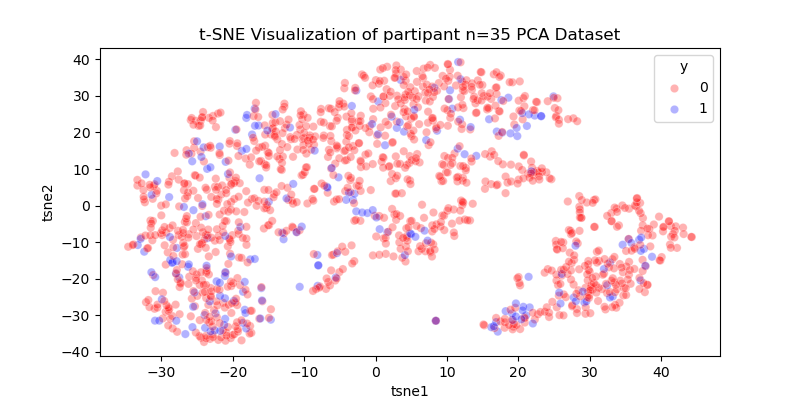 t-SNE Visualization of partipant n=35 PCA Dataset
y
0
1
40
30
20
10
0
−10
−20
−30
−40
tsne2
−30 −20 −10 0 10 20 30 40
tsne1